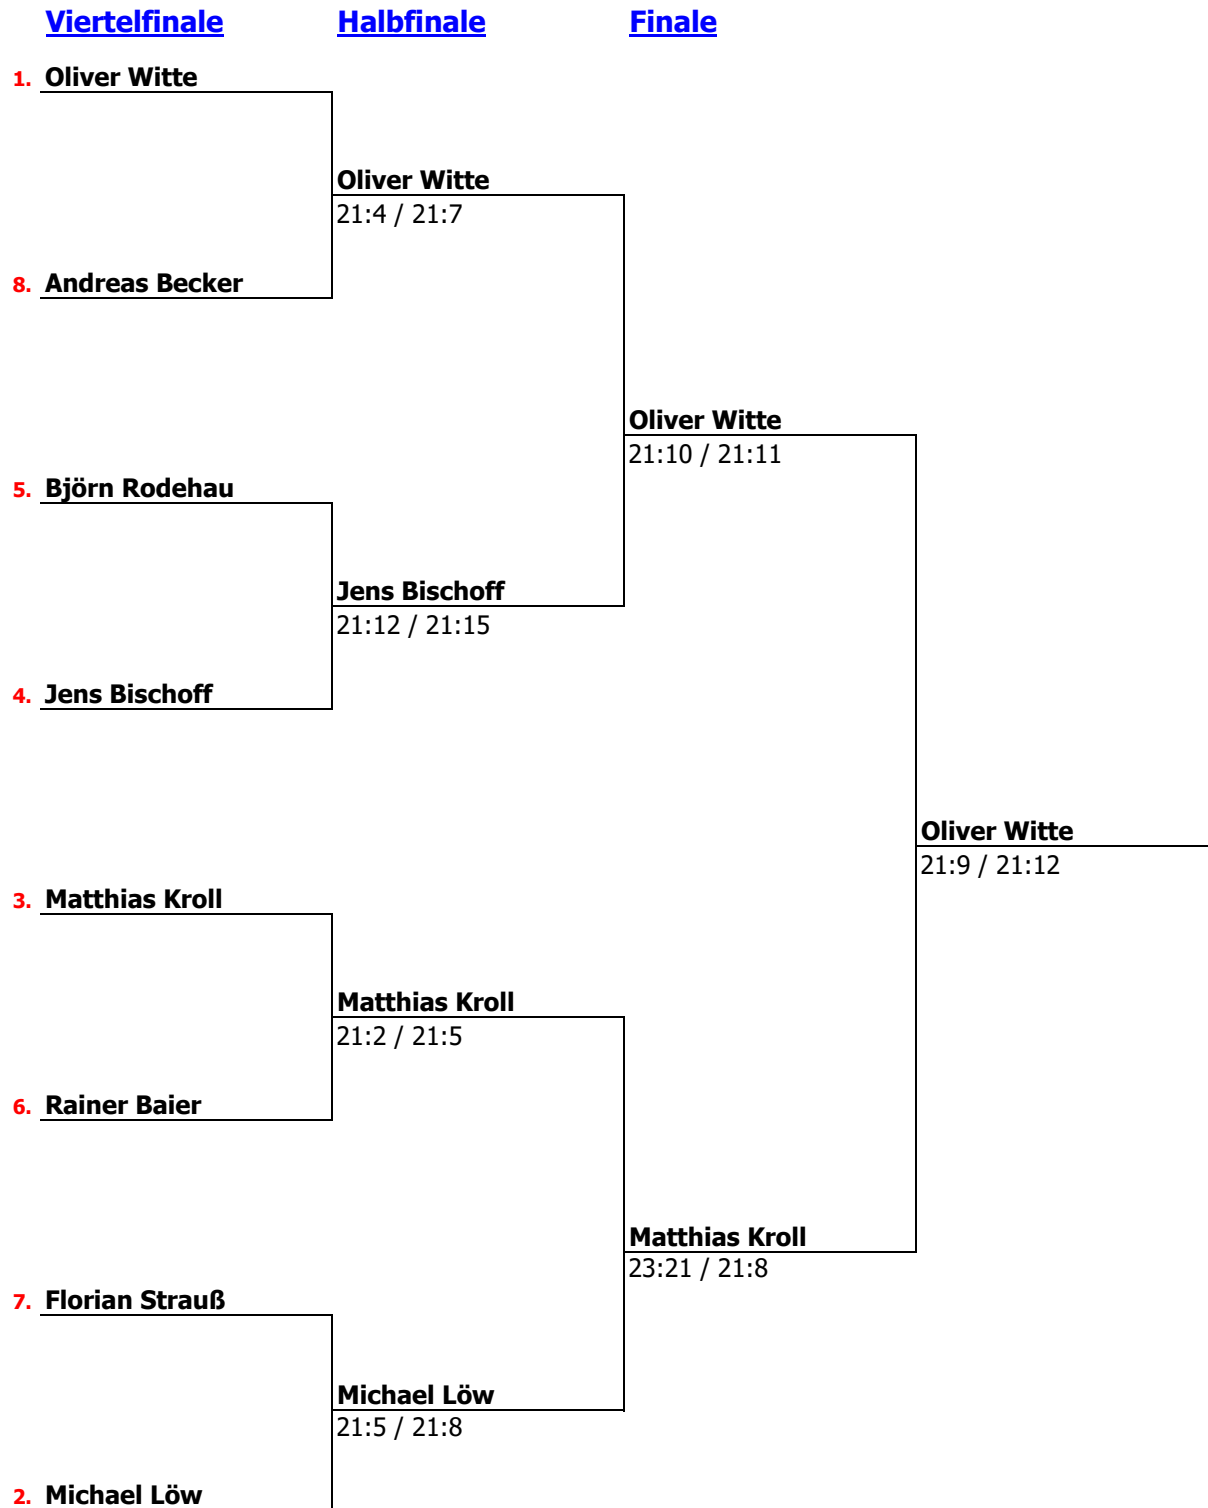 Viertelfinale Halbfinale Finale
1. Oliver Witte
Oliver Witte
21:4 / 21:7
8. Andreas Becker
Oliver Witte
21:10 / 21:11
5. Björn Rodehau
Jens Bischoff
21:12 / 21:15
4. Jens Bischoff
Oliver Witte
21:9 / 21:12
3. Matthias Kroll
Matthias Kroll
21:2 / 21:5
6. Rainer Baier
Matthias Kroll
23:21 / 21:8
7. Florian Strauß
Michael Löw
21:5 / 21:8
2. Michael Löw